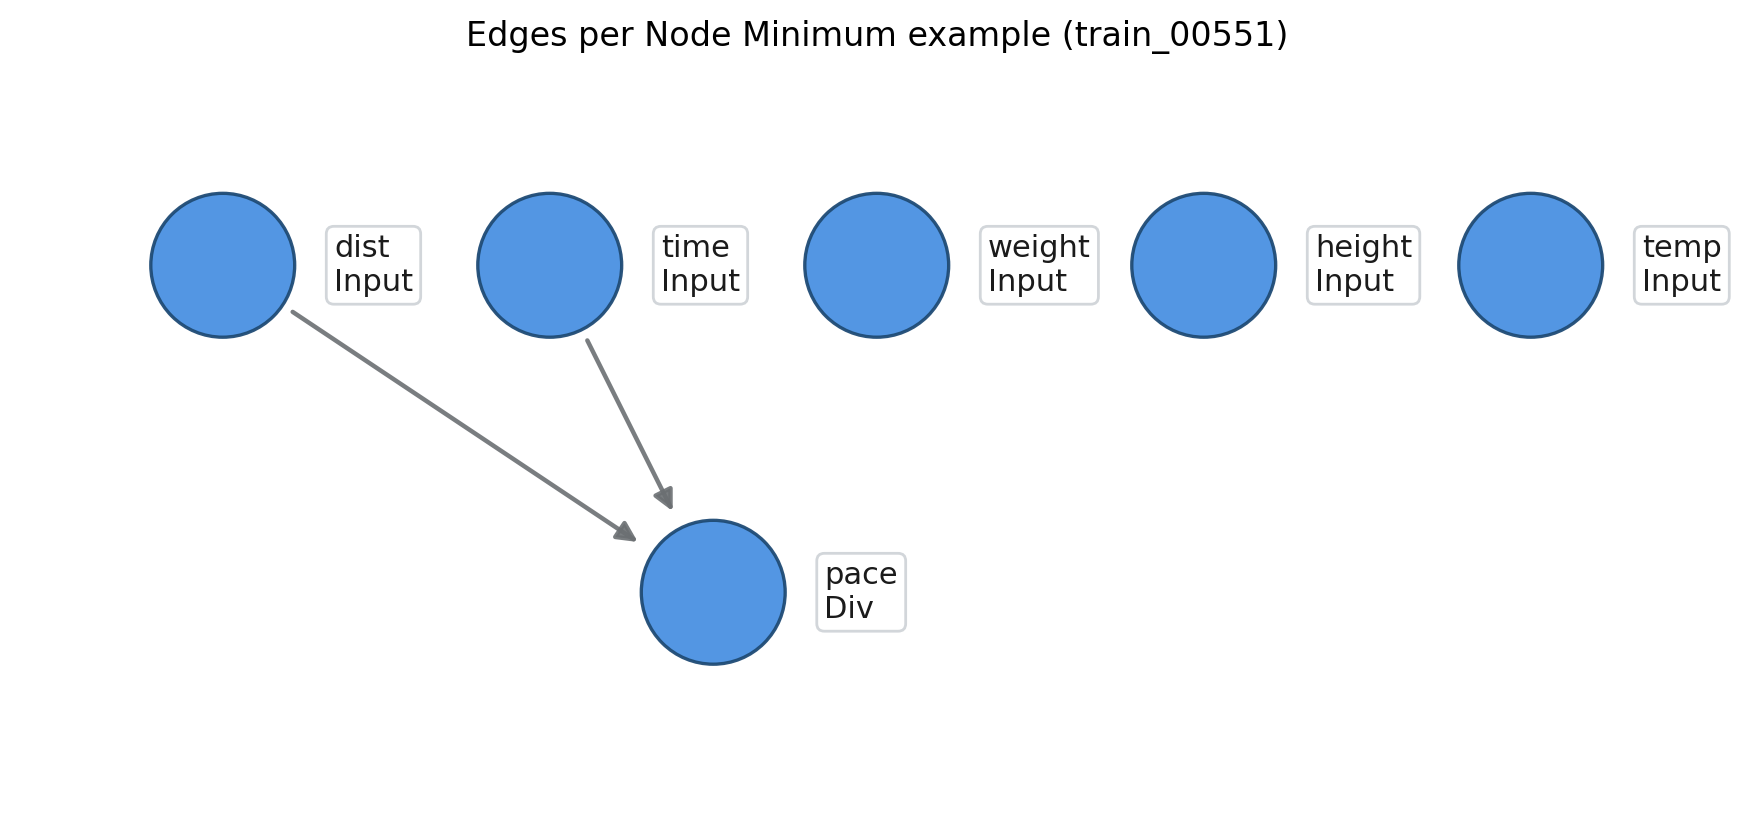 Edges per Node Minimum example (train_00551)
dist
Input
time
Input
weight
Input
height
Input
temp
Input
pace
Div